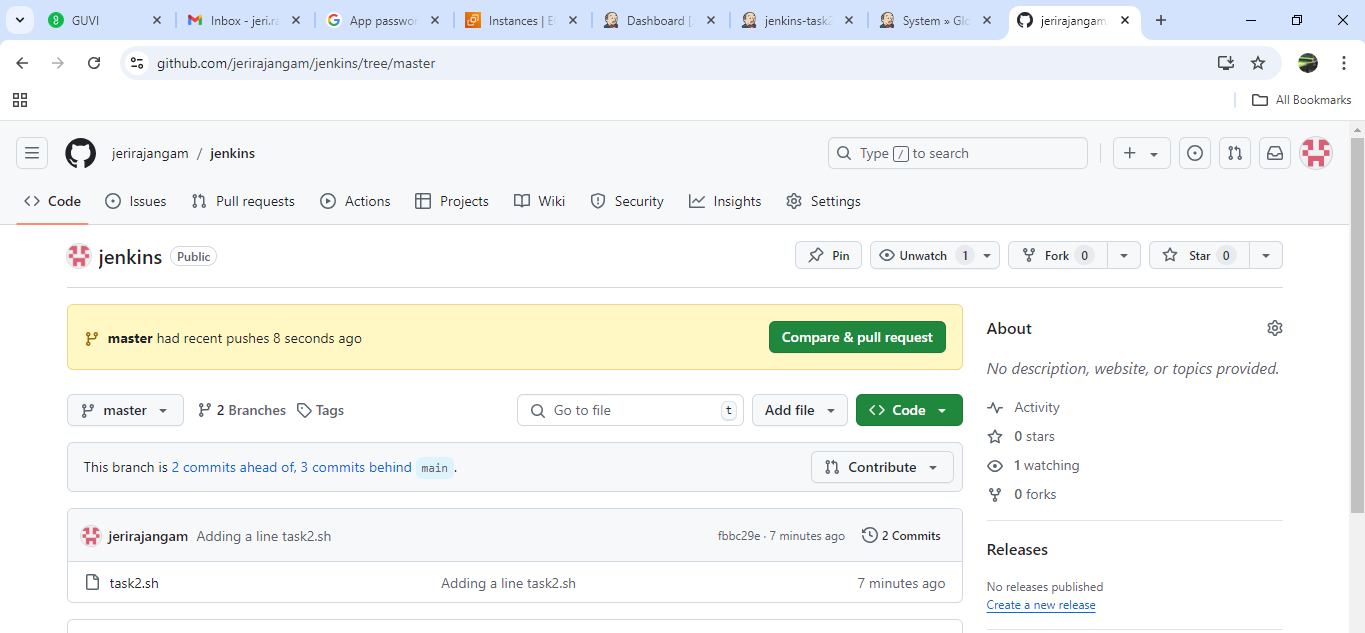 GUVI
Inbox - jeri.ra
App passwor
Instances | E
Dashboard [
jenkins-task2
System » Glo
jerirajangam
github.com/jerirajangam/jenkins/tree/master
All Bookmarks
jerirajangam / jenkins
Type / to search
Code
Issues
Pull requests
Actions
Projects
Wiki
Security
Insights
Settings
jenkins Public
Pin
Unwatch 1
Fork 0
Star 0
master had recent pushes 8 seconds ago
Compare & pull request
master
2 Branches
Tags
Go to file t
Add file
Code
This branch is 2 commits ahead of, 3 commits behind main .
Contribute
jerirajangam Adding a line task2.sh fbbc29e · 7 minutes ago 2 Commits
task2.sh Adding a line task2.sh 7 minutes ago
About
No description, website, or topics provided.
Activity
0 stars
1 watching
0 forks
Releases
No releases published
Create a new release